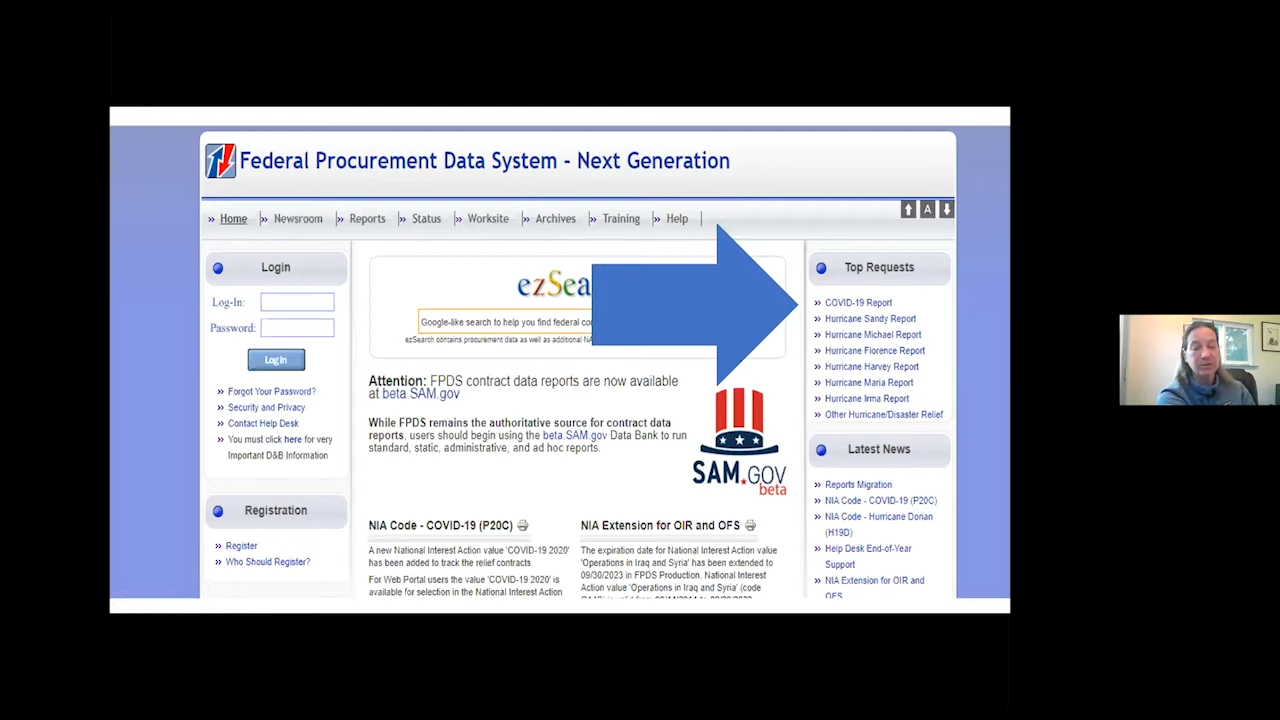 Federal Procurement Data System - Next Generation
Home Newsroom Reports Status Worksite Archives Training Help
A
Login
Log-In:
Password:
Log In
Forgot Your Password?
Security and Privacy
Contact Help Desk
You must click here for very
Important D&B Information
Registration
Register
Who Should Register?
ezSea
Google-like search to help you find federal co
ezSearch contains procurement data as well as additional NA
Attention: FPDS contract data reports are now available
at beta.SAM.gov
While FPDS remains the authoritative source for contract data
reports, users should begin using the beta.SAM.gov Data Bank to run
standard, static, administrative, and ad hoc reports.
SAM.GOV
beta
NIA Code - COVID-19 (P20C)
A new National Interest Action value 'COVID-19 2020'
has been added to track the relief contracts.
For Web Portal users the value 'COVID-19 2020' is
available for selection in the National Interest Action
NIA Extension for OIR and OFS
The expiration date for National Interest Action value
'Operations in Iraq and Syria' has been extended to
09/30/2023 in FPDS Production. National Interest
Action value 'Operations in Iraq and Syria' (code
Top Requests
COVID-19 Report
Hurricane Sandy Report
Hurricane Michael Report
Hurricane Florence Report
Hurricane Harvey Report
Hurricane Maria Report
Hurricane Irma Report
Other Hurricane/Disaster Relief
Latest News
Reports Migration
NIA Code - COVID-19 (P20C)
NIA Code - Hurricane Dorian
(H19D)
Help Desk End-of-Year
Support
NIA Extension for OIR and
OFS